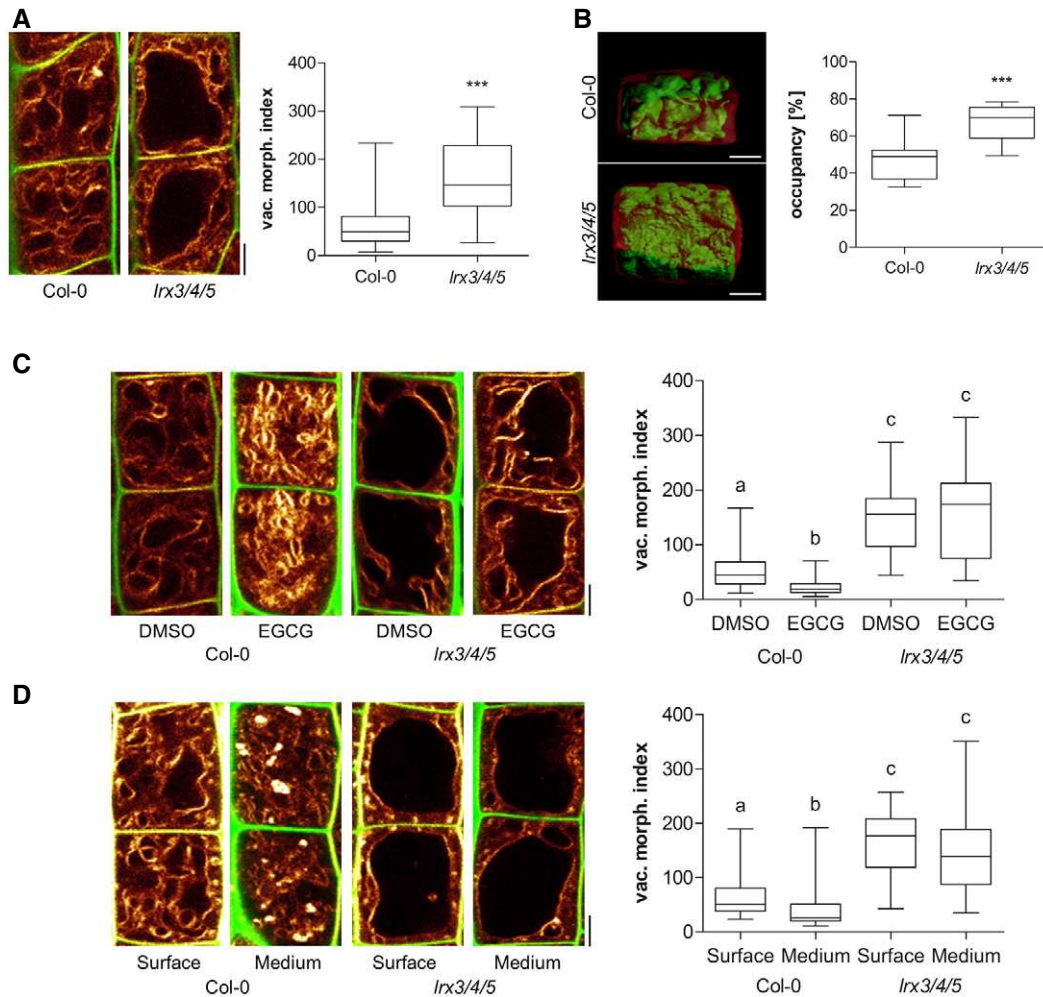 A
Col-0
lrx3/4/5
vac. morph. index
400
300
200
100
0
***
Col-0
lrx3/4/5
B
Col-0
lrx3/4/5
occupancy [%]
100
80
60
40
20
0
***
Col-0
lrx3/4/5
C
DMSO EGCG DMSO EGCG
Col-0 lrx3/4/5
vac. morph. index
400
300
200
100
0
a b c c
DMSO EGCG DMSO EGCG
Col-0 lrx3/4/5
D
Surface Medium Surface Medium
Col-0 lrx3/4/5
vac. morph. index
400
300
200
100
0
a b c c
Surface Medium Surface Medium
Col-0 lrx3/4/5